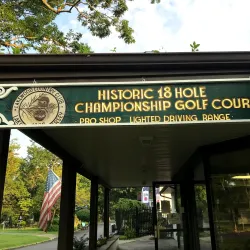 HISTORIC 18 HOLE
CHAMPIONSHIP GOLF COUR
PRO SHOP LIGHTED DRIVING RANGE